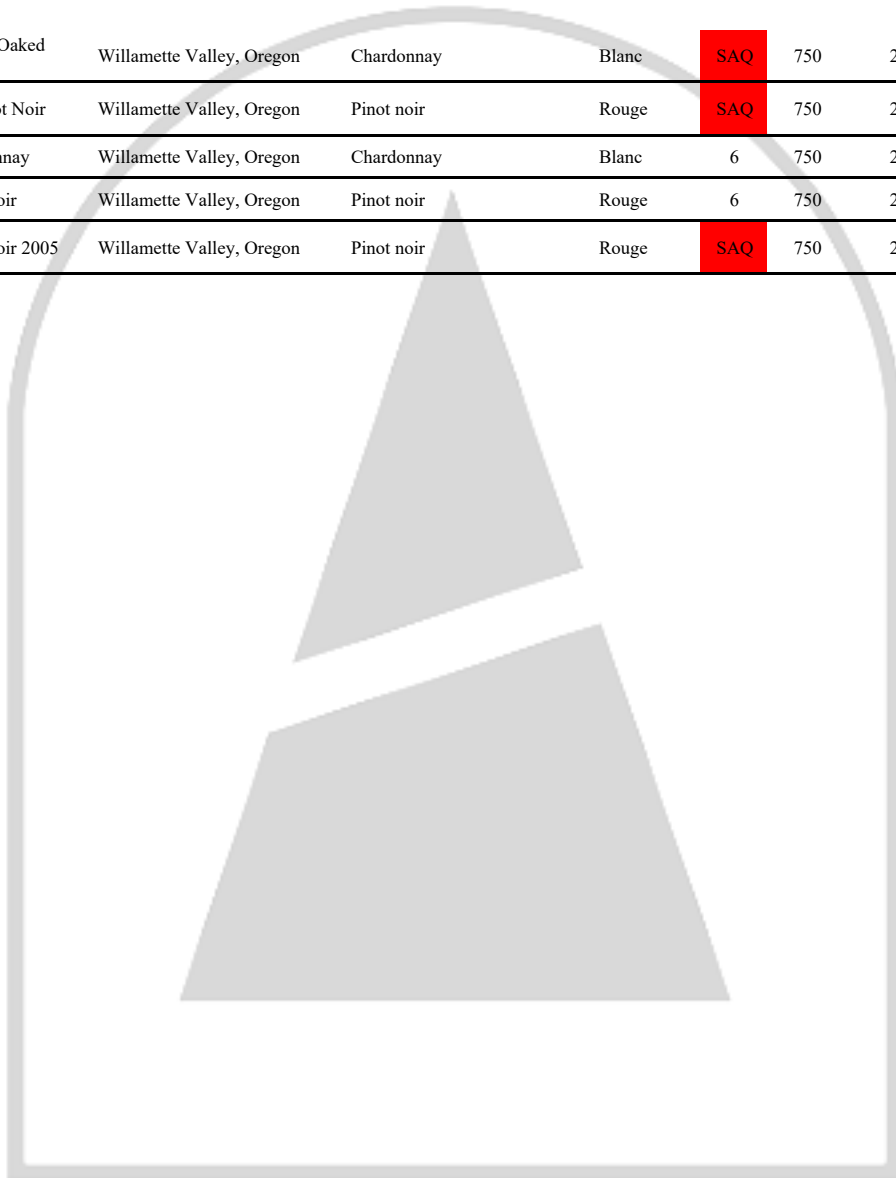 Oaked Willamette Valley, Oregon Chardonnay Blanc SAQ 750 2
ot Noir Willamette Valley, Oregon Pinot noir Rouge SAQ 750 2
nnay Willamette Valley, Oregon Chardonnay Blanc 6 750 2
oir Willamette Valley, Oregon Pinot noir Rouge 6 750 2
oir 2005 Willamette Valley, Oregon Pinot noir Rouge SAQ 750 2